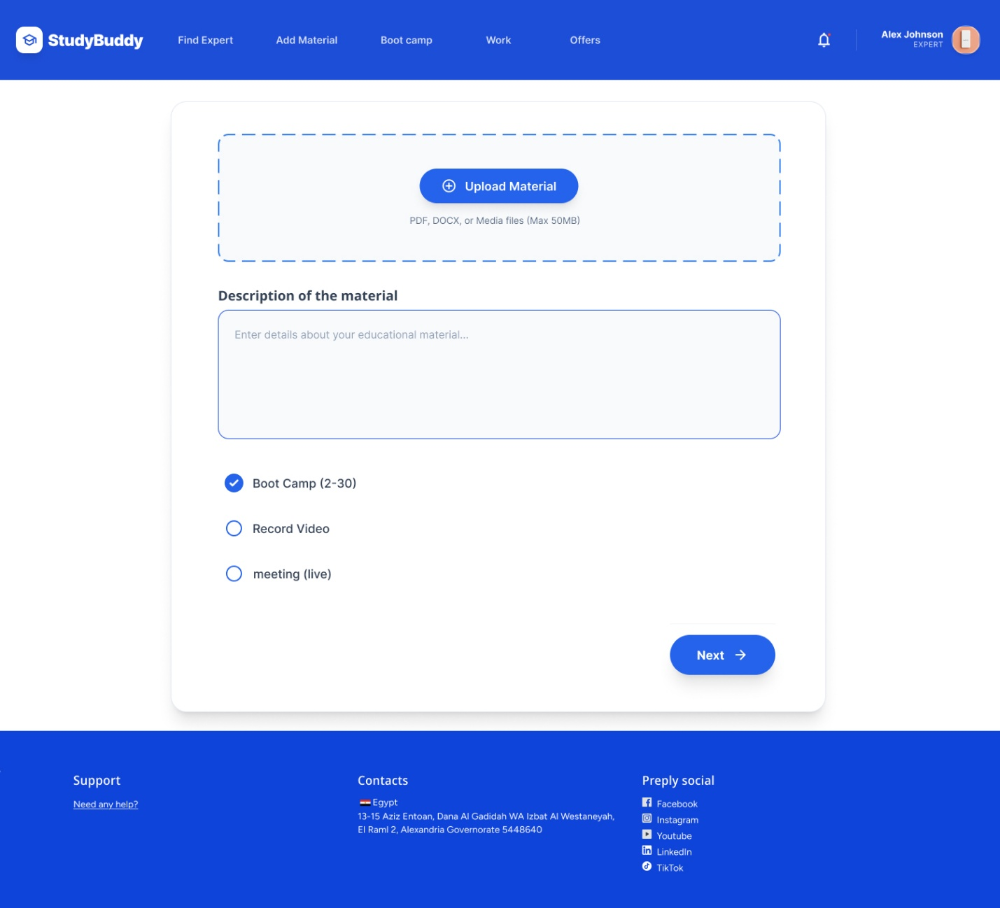 StudyBuddy
Find Expert
Add Material
Boot camp
Work
Offers
Alex Johnson
EXPERT
Upload Material
PDF, DOCX, or Media files (Max 50MB)
Description of the material
Enter details about your educational material...
Boot Camp (2-30)
Record Video
meeting (live)
Next
Support
Need any help?
Contacts
Egypt
13-15 Aziz Entoan, Dana Al Gadidah WA Izbat Al Westaneyah,
El Raml 2, Alexandria Governorate 5448640
Preply social
Facebook
Instagram
Youtube
LinkedIn
TikTok